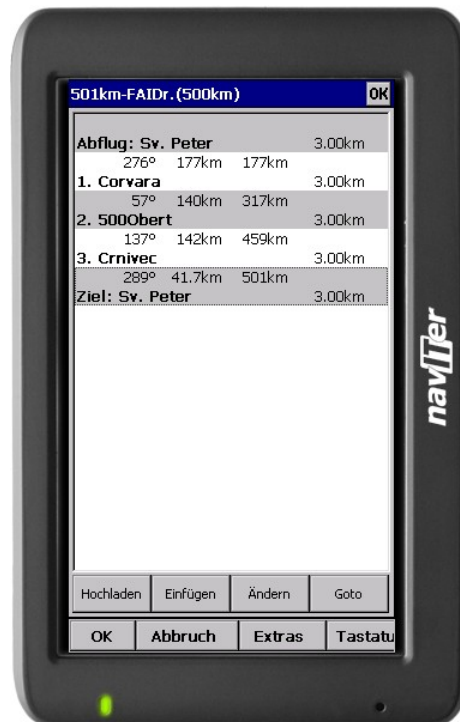 501km-FAIDr.(500km) OK
Abflug: Sv. Peter 3.00km
276° 177km 177km
1. Corvara 3.00km
57° 140km 317km
2. 500Obert 3.00km
137° 142km 459km
3. Crnivec 3.00km
289° 41.7km 501km
Ziel: Sv. Peter 3.00km
Hochladen Einfügen Ändern Goto
OK Abbruch Extras Tastatu
naviter